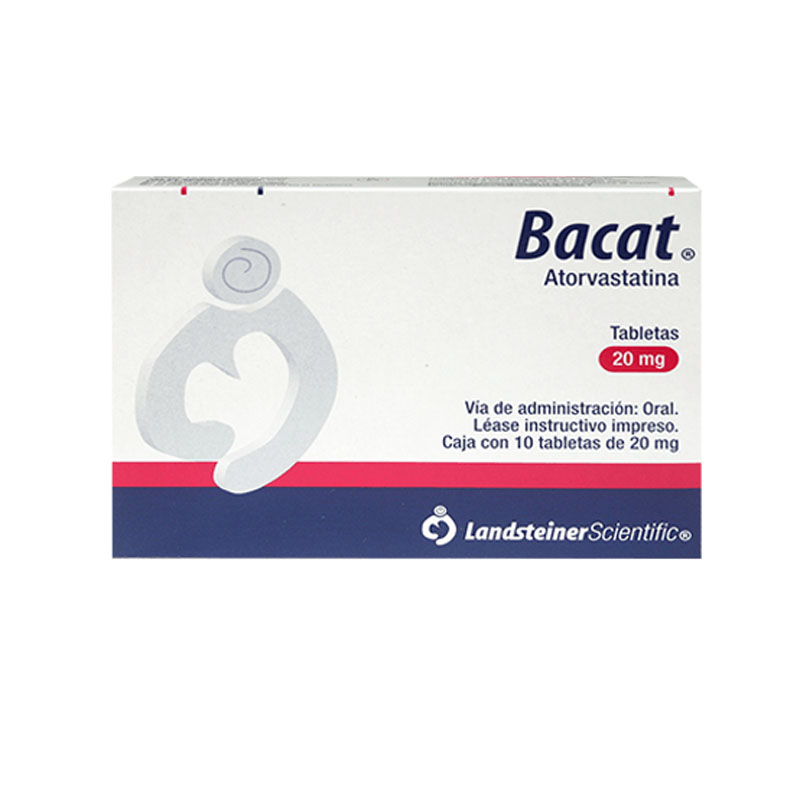 Bacat®
Atorvastatina
Tabletas
20 mg
Vía de administración: Oral.
Léase instructivo impreso.
Caja con 10 tabletas de 20 mg
LandsteinerScientific®